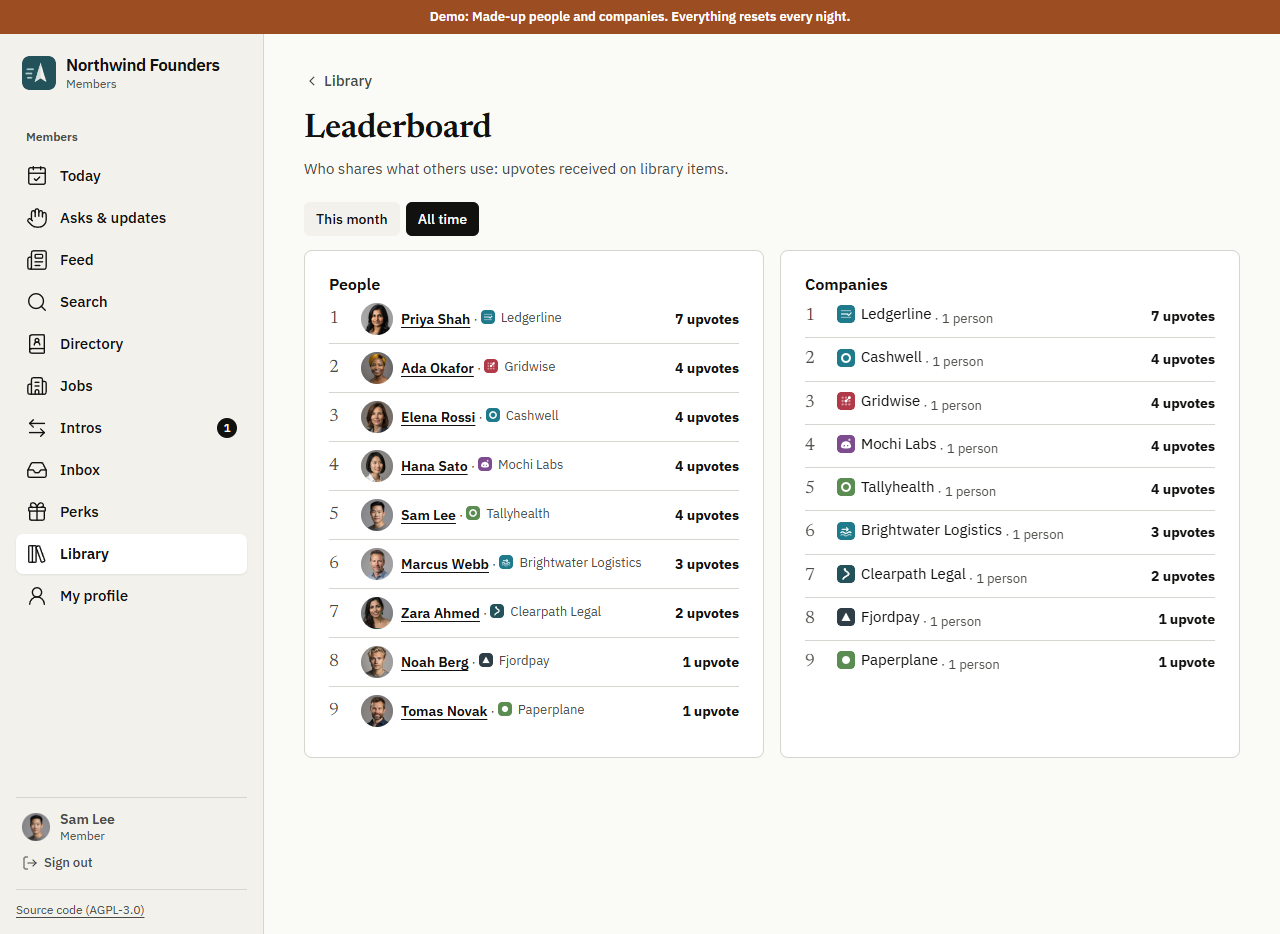 Demo: Made-up people and companies. Everything resets every night.
Northwind Founders
Members
Members
Today
Asks & updates
Feed
Search
Directory
Jobs
Intros 1
Inbox
Perks
Library
My profile
Sam Lee
Member
Sign out
Source code (AGPL-3.0)
Library
Leaderboard
Who shares what others use: upvotes received on library items.
This month All time
People
1 Priya Shah · Ledgerline 7 upvotes
2 Ada Okafor · Gridwise 4 upvotes
3 Elena Rossi · Cashwell 4 upvotes
4 Hana Sato · Mochi Labs 4 upvotes
5 Sam Lee · Tallyhealth 4 upvotes
6 Marcus Webb · Brightwater Logistics 3 upvotes
7 Zara Ahmed · Clearpath Legal 2 upvotes
8 Noah Berg · Fjordpay 1 upvote
9 Tomas Novak · Paperplane 1 upvote
Companies
1 Ledgerline · 1 person 7 upvotes
2 Cashwell · 1 person 4 upvotes
3 Gridwise · 1 person 4 upvotes
4 Mochi Labs · 1 person 4 upvotes
5 Tallyhealth · 1 person 4 upvotes
6 Brightwater Logistics · 1 person 3 upvotes
7 Clearpath Legal · 1 person 2 upvotes
8 Fjordpay · 1 person 1 upvote
9 Paperplane · 1 person 1 upvote